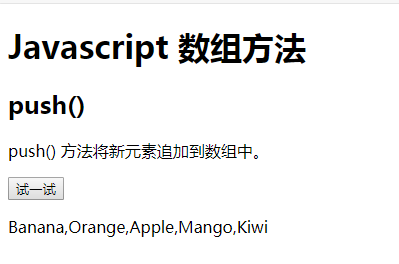 Javascript 数组方法
push()
push() 方法将新元素追加到数组中。
试一试
Banana,Orange,Apple,Mango,Kiwi